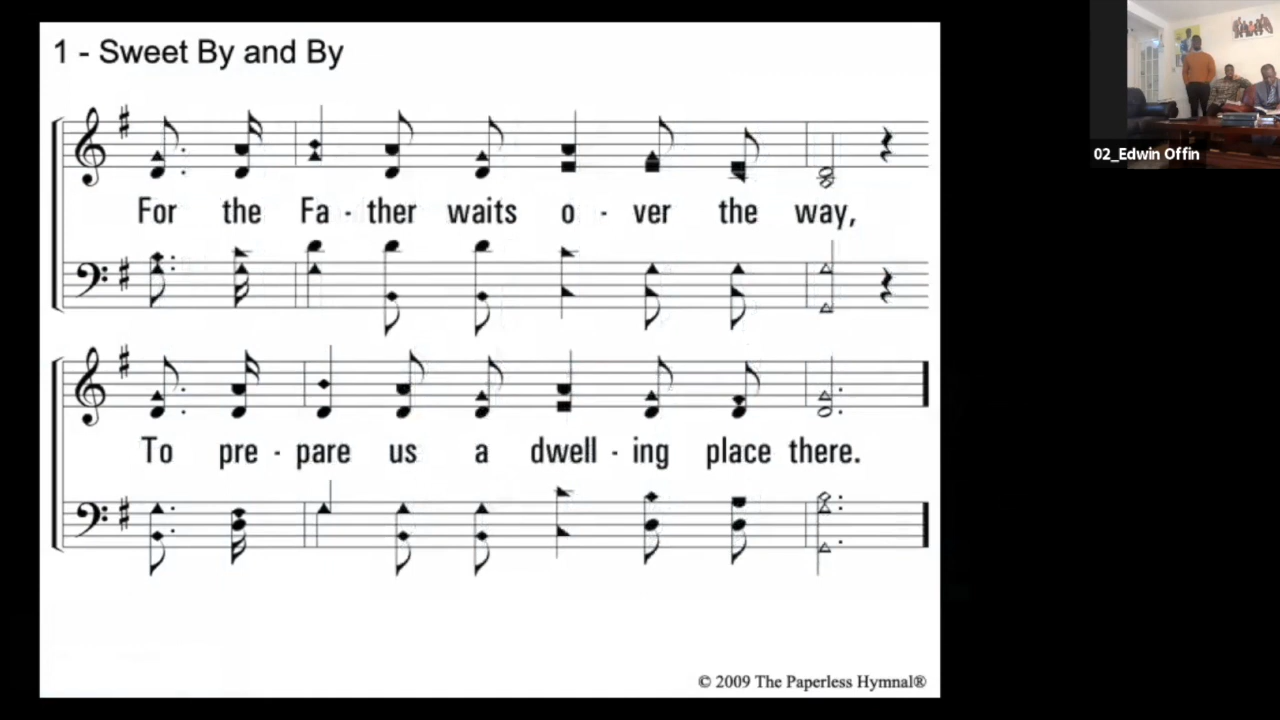 1 - Sweet By and By
For the Fa - ther waits o - ver the way,
To pre - pare us a dwell - ing place there.
© 2009 The Paperless Hymnal®
02_Edwin Offin